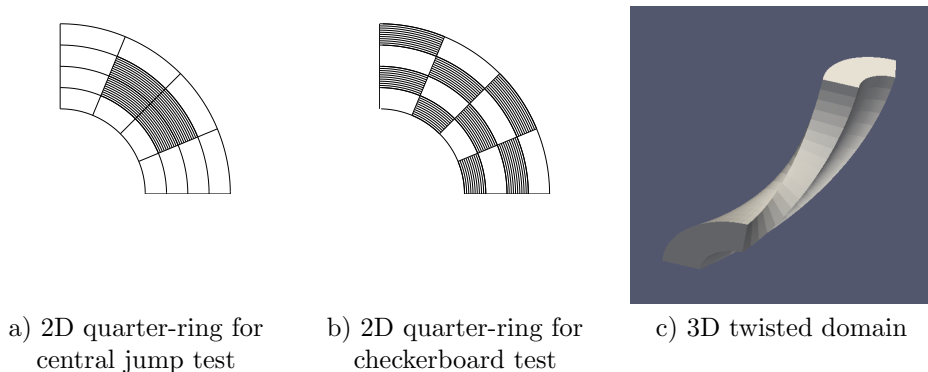 a) 2D quarter-ring for
central jump test
b) 2D quarter-ring for
checkerboard test
c) 3D twisted domain